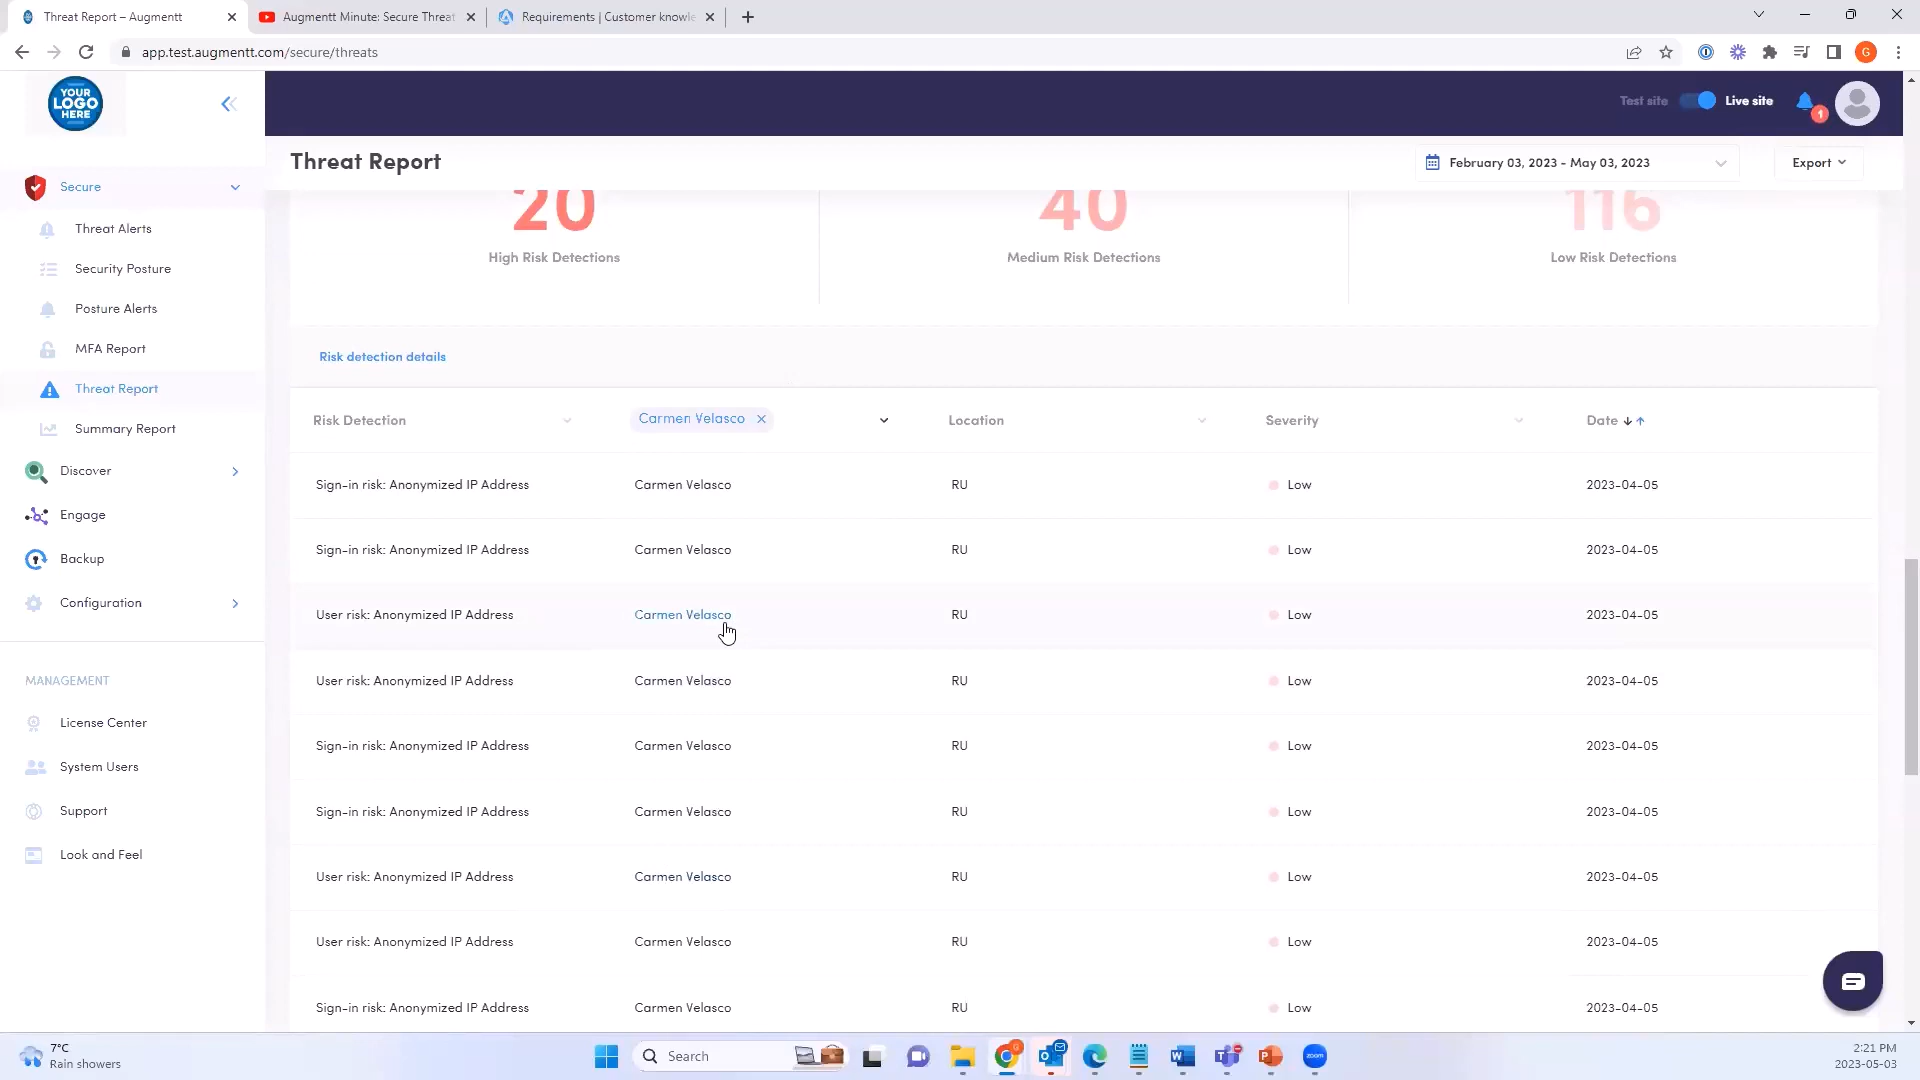 Threat Report – Augmentt
Augmentt Minute: Secure Threat
Requirements | Customer knowle
app.test.augmentt.com/secure/threats
G
YOUR
LOGO
HERE
Test site
Live site
1
Threat Report
February 03, 2023 - May 03, 2023
Export
Secure
Threat Alerts
Security Posture
Posture Alerts
MFA Report
Threat Report
Summary Report
Discover
Engage
Backup
Configuration
MANAGEMENT
License Center
System Users
Support
Look and Feel
20
40
116
High Risk Detections
Medium Risk Detections
Low Risk Detections
Risk detection details
Risk Detection Carmen Velasco Location Severity Date
Sign-in risk: Anonymized IP Address Carmen Velasco RU Low 2023-04-05
Sign-in risk: Anonymized IP Address Carmen Velasco RU Low 2023-04-05
User risk: Anonymized IP Address Carmen Velasco RU Low 2023-04-05
User risk: Anonymized IP Address Carmen Velasco RU Low 2023-04-05
Sign-in risk: Anonymized IP Address Carmen Velasco RU Low 2023-04-05
Sign-in risk: Anonymized IP Address Carmen Velasco RU Low 2023-04-05
User risk: Anonymized IP Address Carmen Velasco RU Low 2023-04-05
User risk: Anonymized IP Address Carmen Velasco RU Low 2023-04-05
Sign-in risk: Anonymized IP Address Carmen Velasco RU Low 2023-04-05
7°C
Rain showers
Search
zoom
2:21 PM
2023-05-03